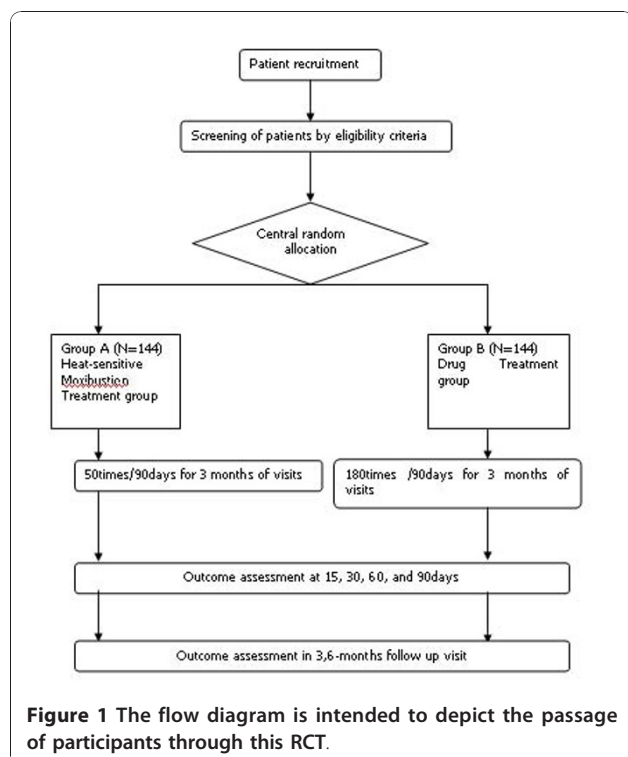 Patient recruitment
Screening of patients by eligibility criteria
Central random
allocation
Group A (N=144)
Heat-sensitive
Moxibustion
Treatment group
Group B (N=144)
Drug Treatment
group
50times/90days for 3 months of visits
180times /90days for 3 months of
visits
Outcome assessment at 15, 30, 60, and 90days
Outcome assessment in 3,6-months follow up visit
Figure 1 The flow diagram is intended to depict the passage
of participants through this RCT.